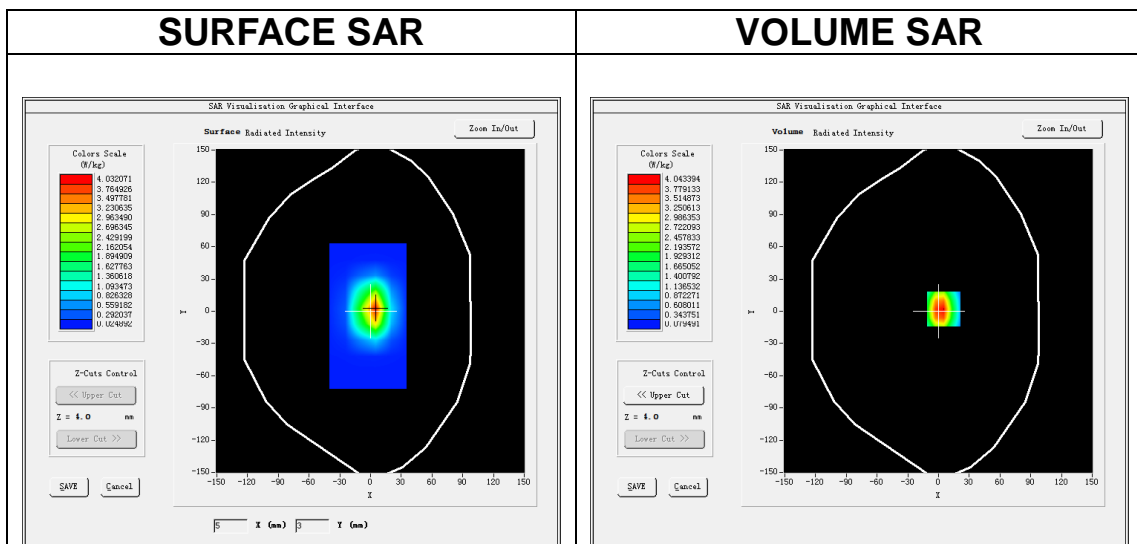 SURFACE SAR
VOLUME SAR
SAR Visualisation Graphical Interface
Surface Radiated Intensity
Zoom In/Out
Colors Scale
(W/kg)
4.032071
3.764926
3.497781
3.230635
2.963490
2.696345
2.429199
2.162054
1.894909
1.627763
1.360618
1.093473
0.826328
0.559182
0.292037
0.024892
Z-Cuts Control
<< Upper Cut
Z = 4.0 mm
Lower Cut >>
SAVE
Cancel
150
120
90
60
30
0
-30
-60
-90
-120
-150
Y
-150 -120 -90 -60 -30 0 30 60 90 120 150
X
5 X (mm) 3 Y (mm)
SAR Visualisation Graphical Interface
Volume Radiated Intensity
Zoom In/Out
Colors Scale
(W/kg)
4.043394
3.779133
3.514873
3.250613
2.986353
2.722093
2.457833
2.193572
1.929312
1.665052
1.400792
1.136532
0.872271
0.608011
0.343751
0.079491
Z-Cuts Control
<< Upper Cut
Z = 4.0 mm
Lower Cut >>
SAVE
Cancel
150
120
90
60
30
0
-30
-60
-90
-120
-150
Y
-150 -120 -90 -60 -30 0 30 60 90 120 150
X